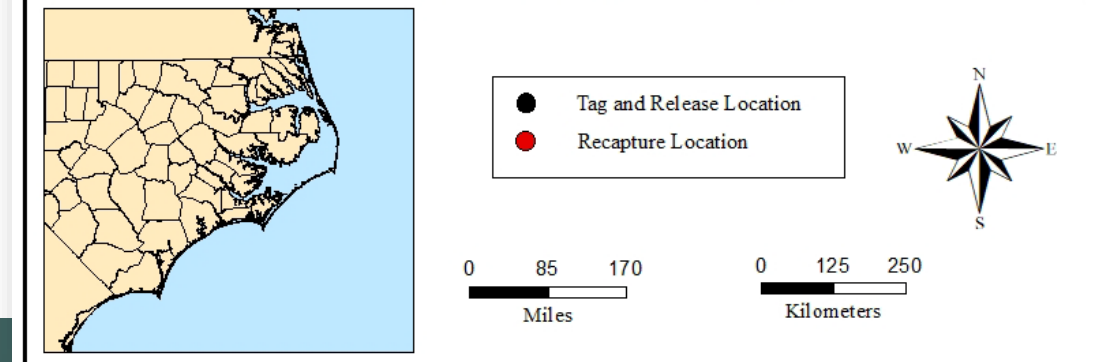 N
Tag and Release Location
Recapture Location
W E
S
0 85 170
Miles
0 125 250
Kilometers